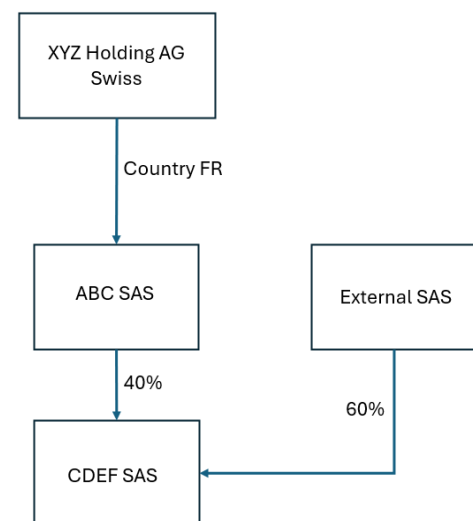 XYZ Holding AG
Swiss
Country FR
ABC SAS
External SAS
40%
60%
CDEF SAS